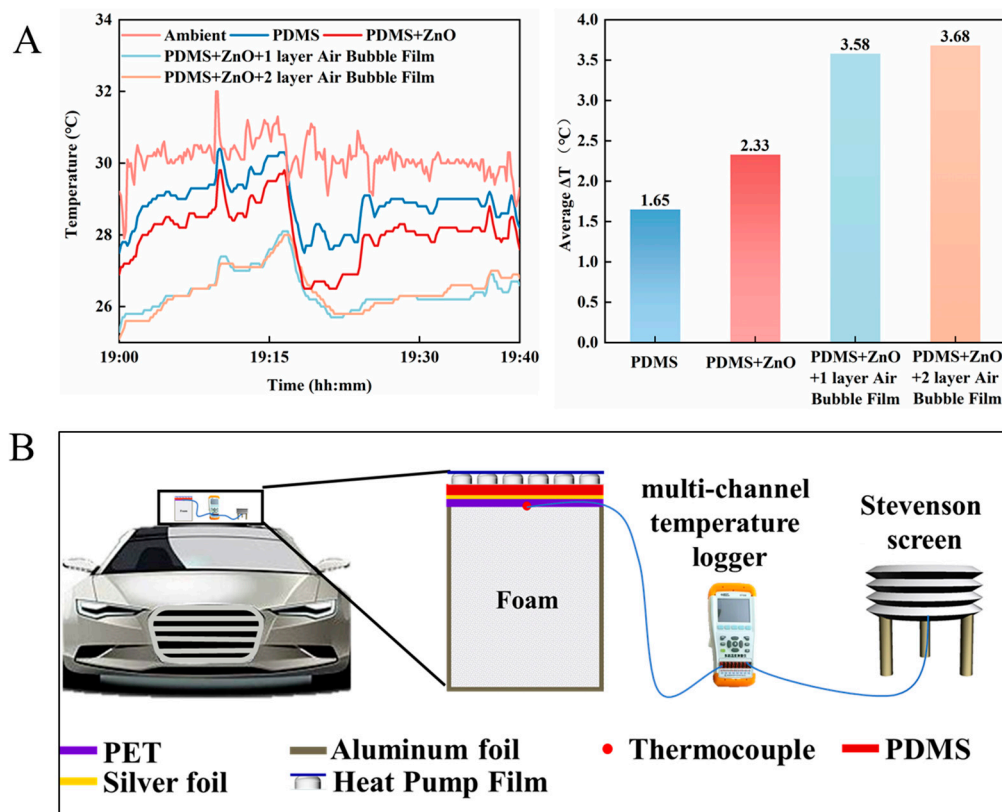 A
Ambient PDMS PDMS+ZnO
PDMS+ZnO+1 layer Air Bubble Film
PDMS+ZnO+2 layer Air Bubble Film
Temperature (°C)
34
32
30
28
26
19:00 19:15 19:30 19:40
Time (hh:mm)
Average ΔT (°C)
4.0
3.5
3.0
2.5
2.0
1.5
1.0
0.5
0.0
1.65
2.33
3.58
3.68
PDMS
PDMS+ZnO
PDMS+ZnO
+1 layer Air
Bubble Film
PDMS+ZnO
+2 layer Air
Bubble Film
B
Foam
Foam
multi-channel
temperature
logger
Stevenson
screen
PET
Aluminum foil
Thermocouple
PDMS
Silver foil
Heat Pump Film